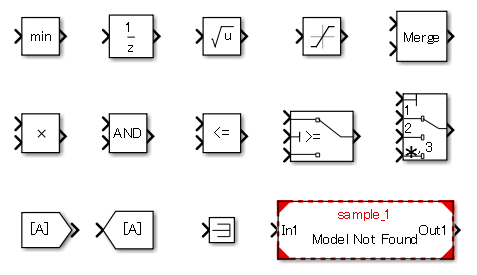 min
1
z
√u
Merge
×
AND
<=
>=
1
2
*, 3
[A]
[A]
sample_1
In1
Out1
Model Not Found